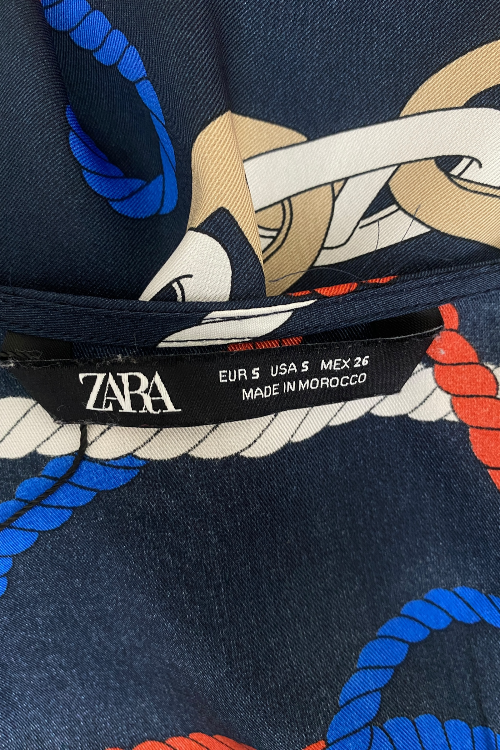 ZARA
EUR S USA S MEX 26
MADE IN MOROCCO